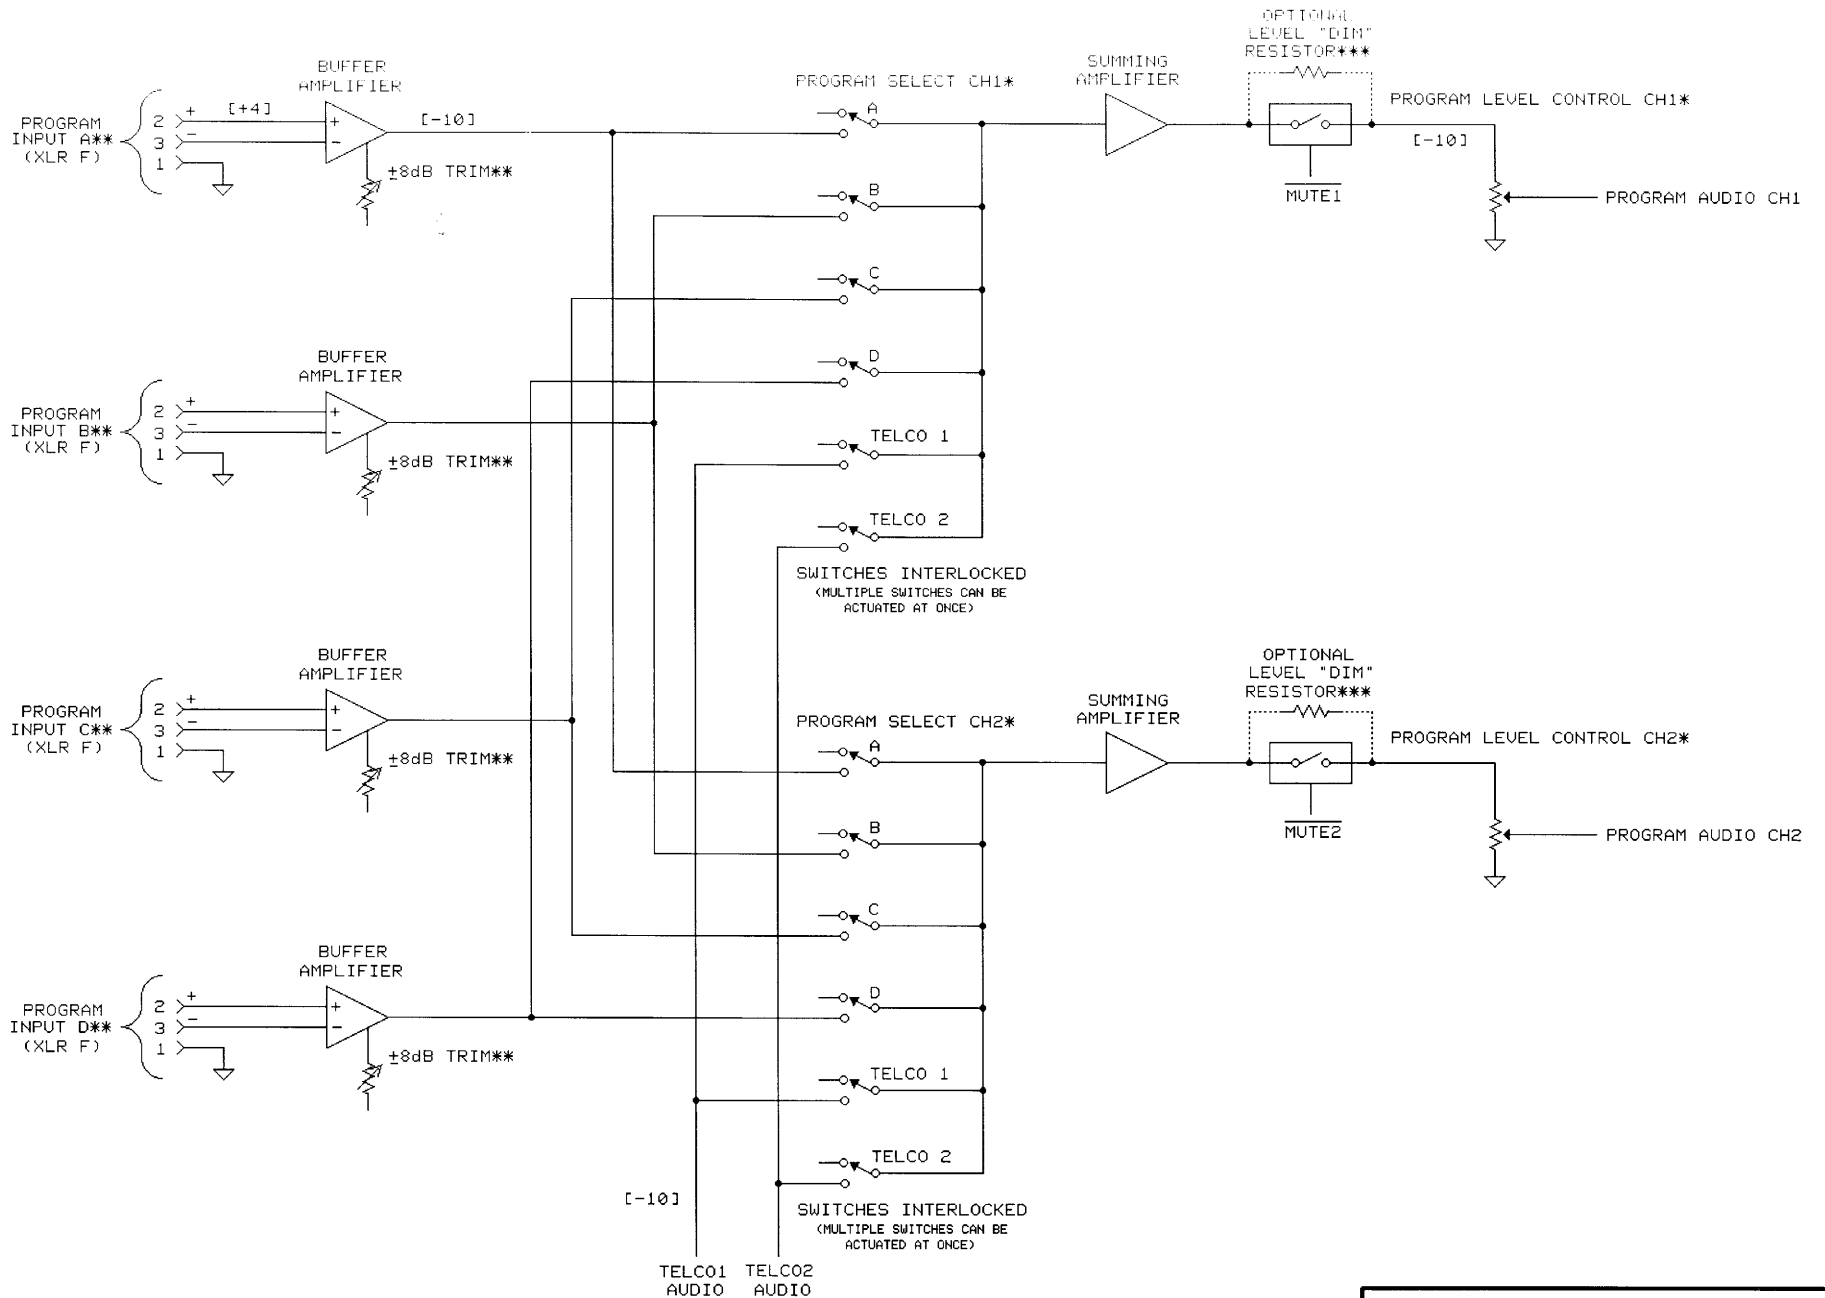 OPTIONAL
LEVEL "DIM"
RESISTOR***
BUFFER
AMPLIFIER
PROGRAM SELECT CH1*
SUMMING
AMPLIFIER
PROGRAM LEVEL CONTROL CH1*
PROGRAM
INPUT A**
(XLR F)
2
+
3
-
1
[+4]
+
-
[-10]
±8dB TRIM**
A
B
C
D
TELCO 1
TELCO 2
[-10]
MUTE1
PROGRAM AUDIO CH1
SWITCHES INTERLOCKED
(MULTIPLE SWITCHES CAN BE
ACTUATED AT ONCE)
BUFFER
AMPLIFIER
PROGRAM
INPUT B**
(XLR F)
2
+
3
-
1
+
-
±8dB TRIM**
BUFFER
AMPLIFIER
PROGRAM
INPUT C**
(XLR F)
2
+
3
-
1
+
-
±8dB TRIM**
OPTIONAL
LEVEL "DIM"
RESISTOR***
PROGRAM SELECT CH2*
SUMMING
AMPLIFIER
PROGRAM LEVEL CONTROL CH2*
A
B
C
D
TELCO 1
TELCO 2
MUTE2
PROGRAM AUDIO CH2
BUFFER
AMPLIFIER
PROGRAM
INPUT D**
(XLR F)
2
+
3
-
1
+
-
±8dB TRIM**
[-10]
SWITCHES INTERLOCKED
(MULTIPLE SWITCHES CAN BE
ACTUATED AT ONCE)
TELCO1
AUDIO
TELCO2
AUDIO